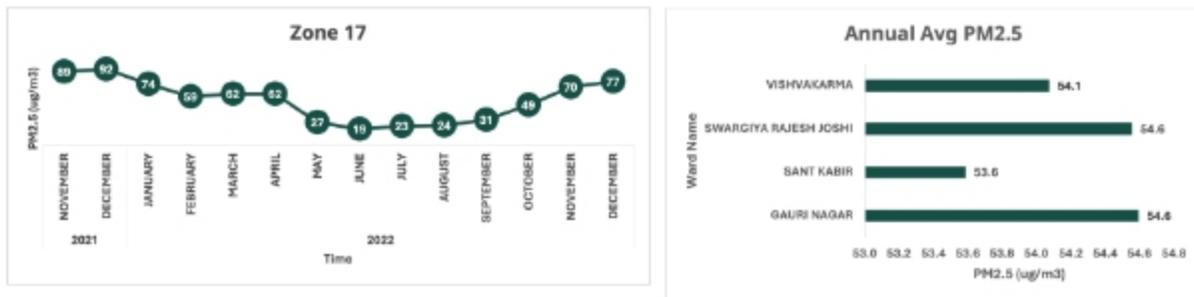 Zone 17
PM2.5 (ug/m3)
89 92 74 59 62 62 27 19 23 24 31 49 70 77
NOVEMBER DECEMBER JANUARY FEBRUARY MARCH APRIL MAY JUNE JULY AUGUST SEPTEMBER OCTOBER NOVEMBER DECEMBER
2021 2022
Time
Annual Avg PM2.5
Ward Name
VISHVAKARMA 54.1
SWARGIYA RAJESH JOSHI 54.6
SANT KABIR 53.6
GAURI NAGAR 54.6
53.0 53.2 53.4 53.6 53.8 54.0 54.2 54.4 54.6 54.8
PM2.5 (ug/m3)